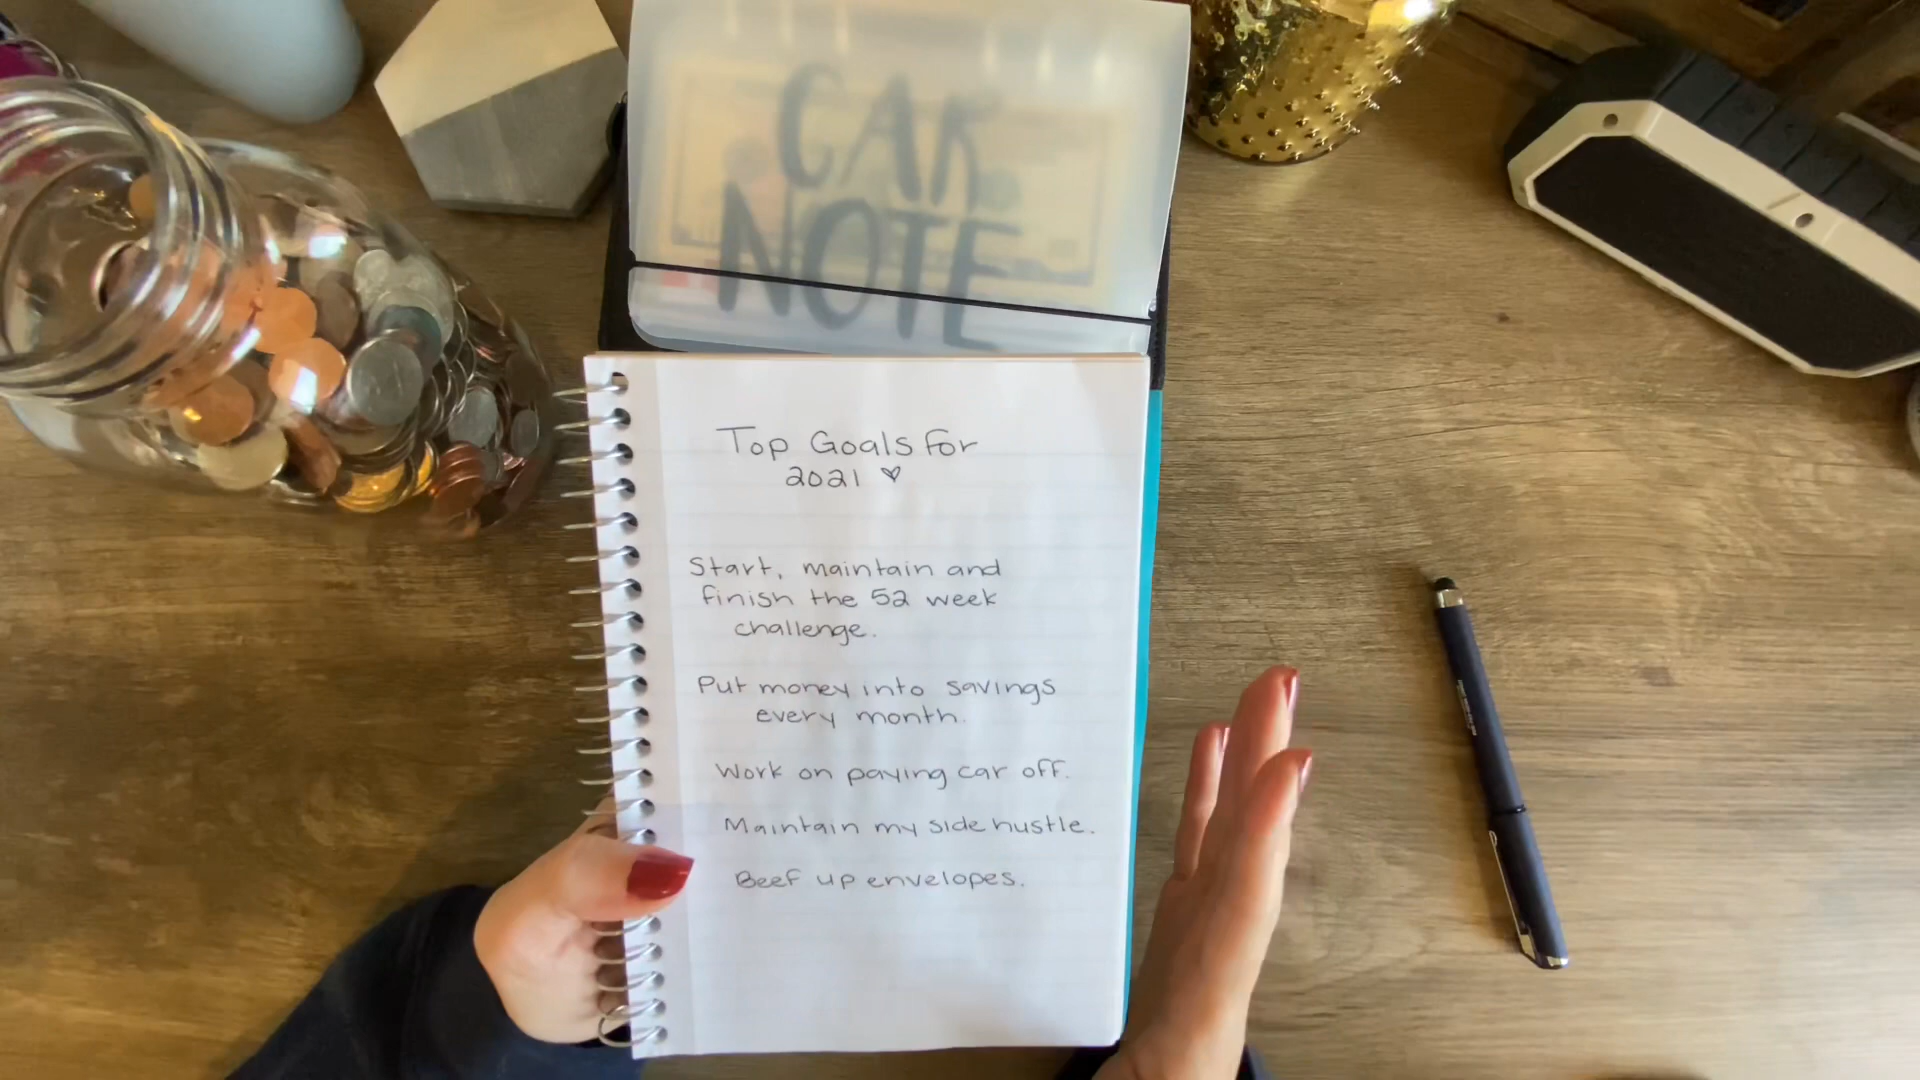 CAR
NOTE
Top Goals For
2021 ♡
Start, maintain and
finish the 52 week
challenge.
Put money into savings
every month.
Work on paying car off.
Maintain my side hustle.
Beef up envelopes.